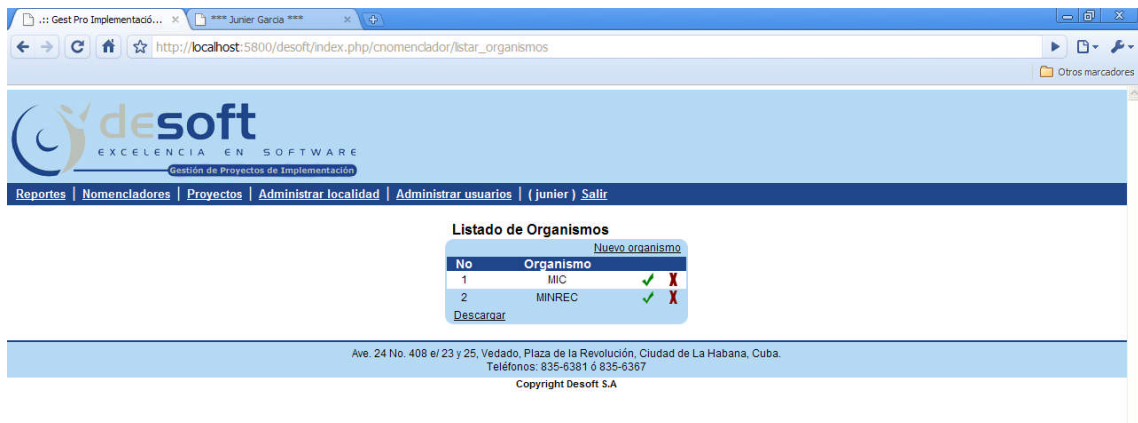 .:: Gest Pro Implementació... *** Junier Garcia ***
http://localhost:5800/desoft/index.php/cnomenclador/listar_organismos
Otros marcadores
desoft
EXCELENCIA EN SOFTWARE
Gestión de Proyectos de Implementación
Reportes | Nomencladores | Proyectos | Administrar localidad | Administrar usuarios | ( junier ) Salir
Listado de Organismos
Nuevo organismo
No Organismo
1 MIC
2 MINREC
Descargar
Ave. 24 No. 408 e/ 23 y 25, Vedado, Plaza de la Revolución, Ciudad de La Habana, Cuba.
Teléfonos: 835-6381 ó 835-6367
Copyright Desoft S.A